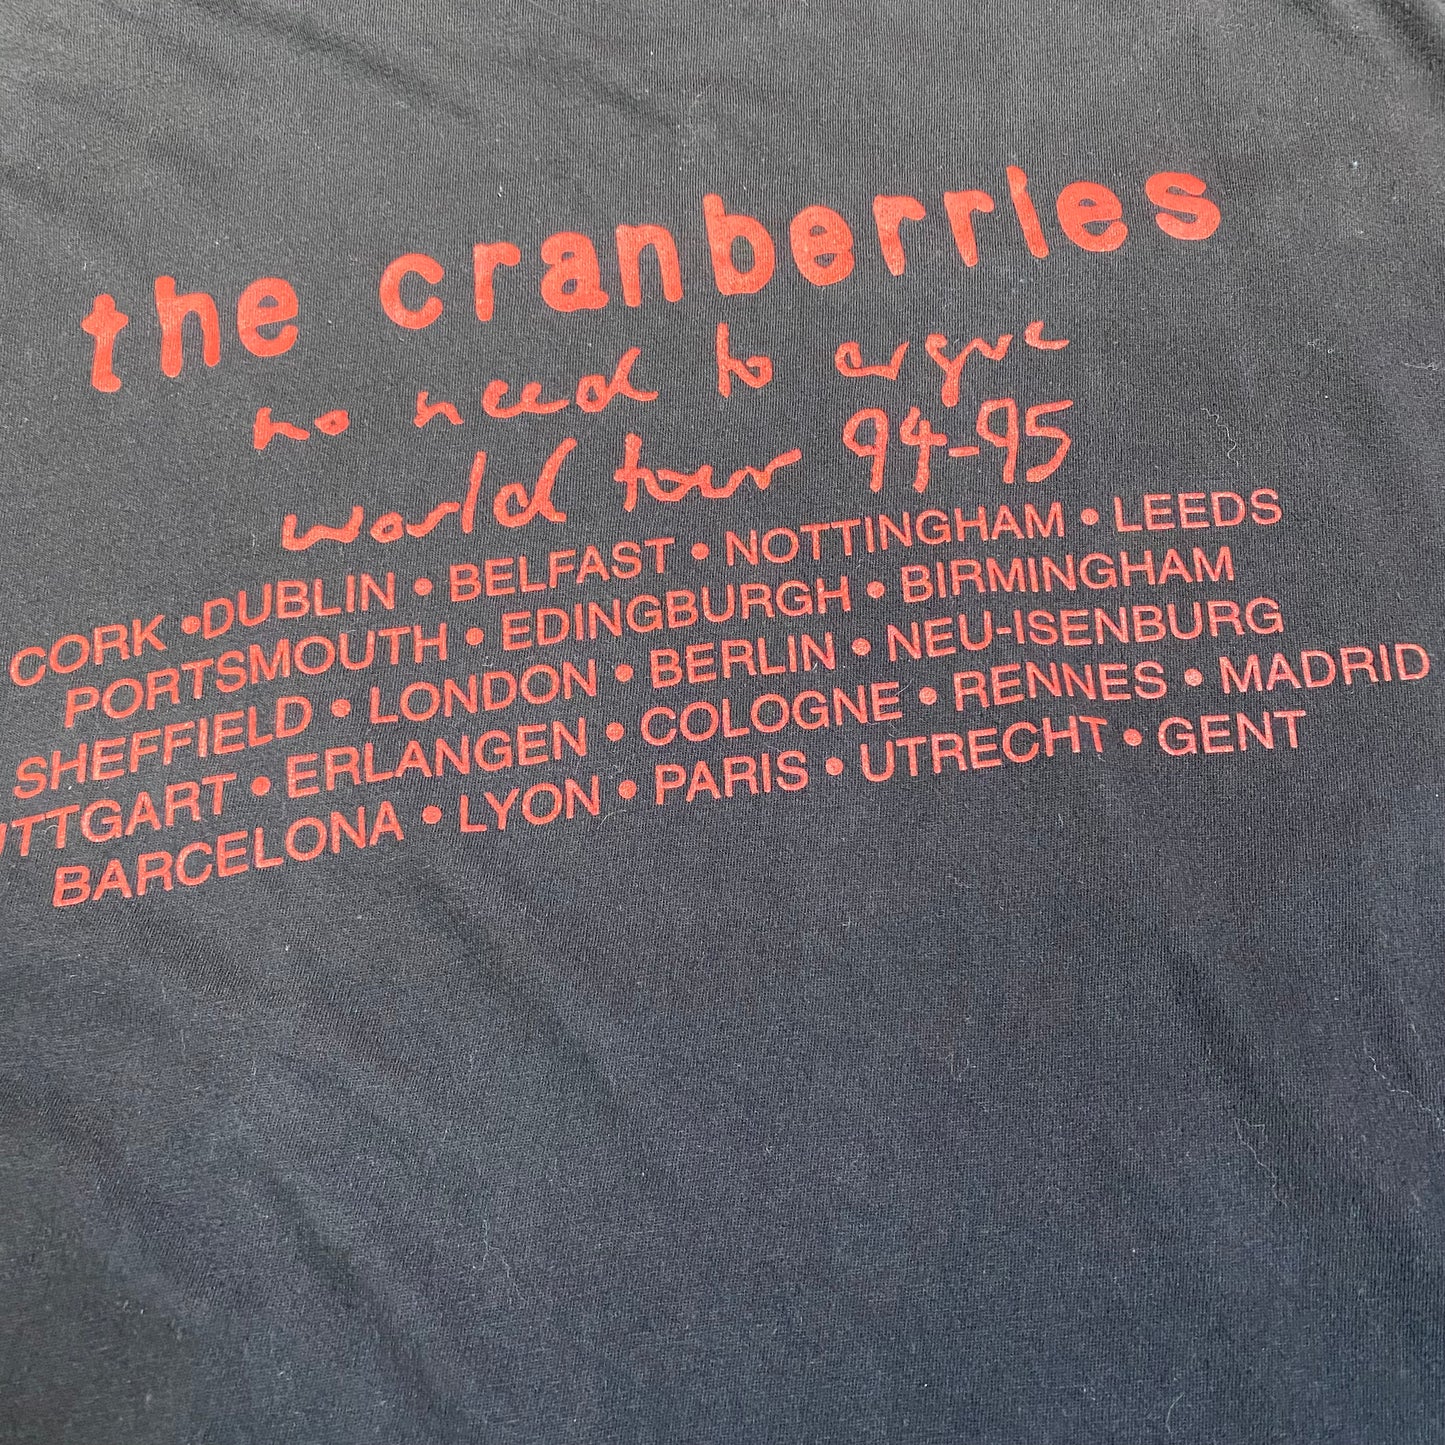 the cranberries
no need to argue
world tour 94-95
CORK • DUBLIN • BELFAST • NOTTINGHAM • LEEDS
PORTSMOUTH • EDINGBURGH • BIRMINGHAM
SHEFFIELD • LONDON • BERLIN • NEU-ISENBURG
UTTGART • ERLANGEN • COLOGNE • RENNES • MADRID
BARCELONA • LYON • PARIS • UTRECHT • GENT